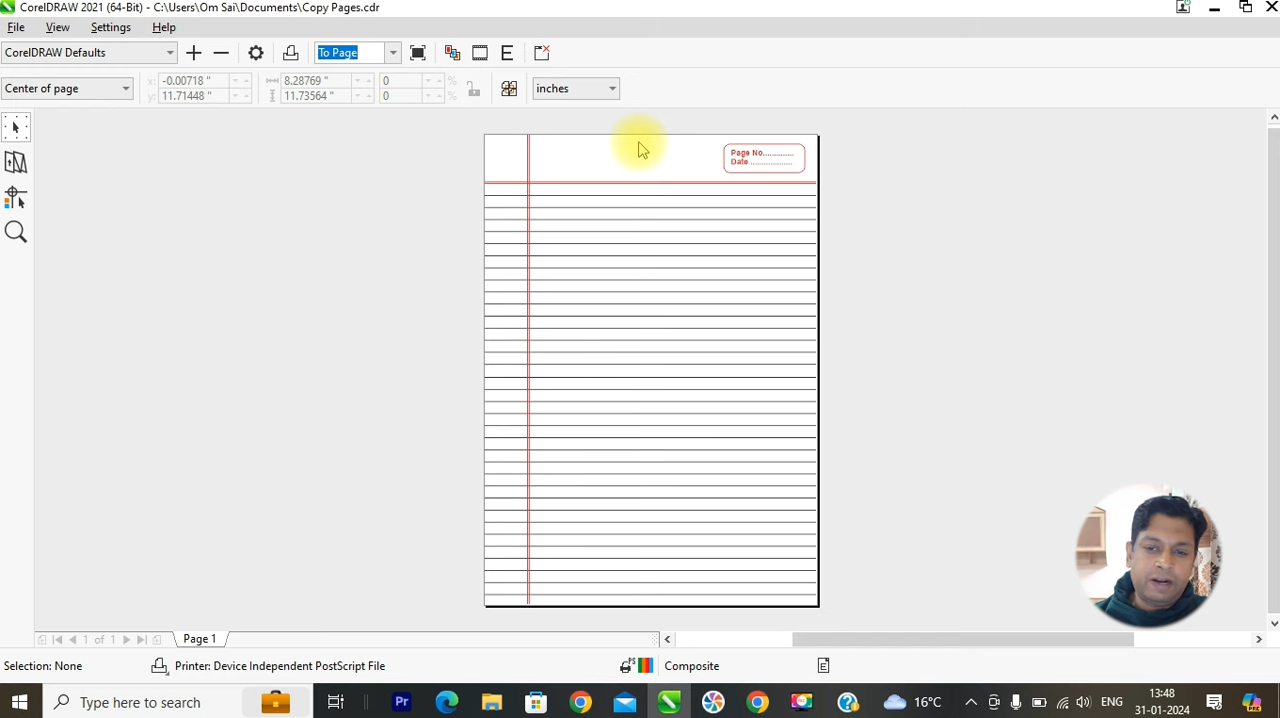 CorelDRAW 2021 (64-Bit) - C:\Users\Om Sai\Documents\Copy Pages.cdr
File View Settings Help
CorelDRAW Defaults To Page
Center of page x: -0.00718 " 8.28769 " 0 % inches
y: 11.71448 " 11.73564 " 0 %
Page No..............
Date ...................
1 of 1 Page 1
Selection: None Printer: Device Independent PostScript File Composite
Type here to search 16°C ENG 13:48
31-01-2024